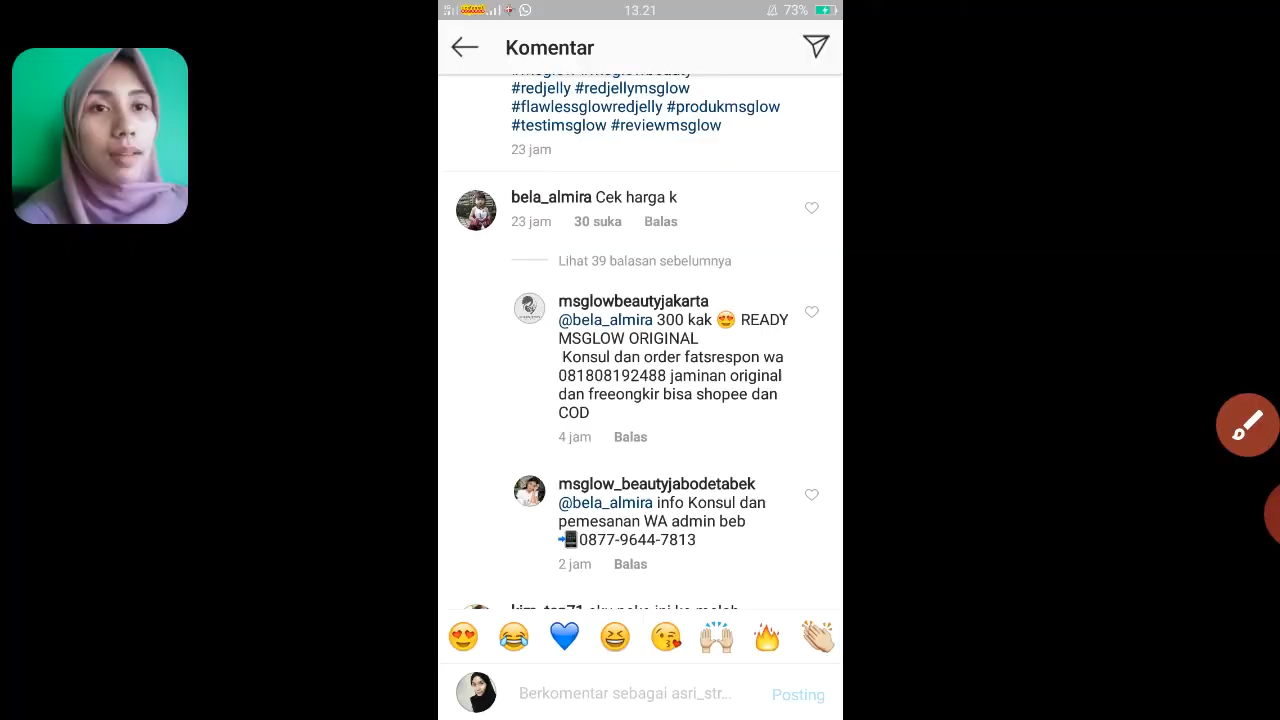 13.21
73%
Komentar
#redjelly #redjellymsglow
#flawlessglowredjelly #produkmsglow
#testimsglow #reviewmsglow
23 jam
bela_almira Cek harga k
23 jam 30 suka Balas
Lihat 39 balasan sebelumnya
msglowbeautyjakarta
@bela_almira 300 kak 😍 READY
MSGLOW ORIGINAL
Konsul dan order fatsrespon wa
081808192488 jaminan original
dan freeongkir bisa shopee dan
COD
4 jam Balas
msglow_beautyjabodetabek
@bela_almira info Konsul dan
pemesanan WA admin beb
📲0877-9644-7813
2 jam Balas
Berkomentar sebagai asri_str...
Posting